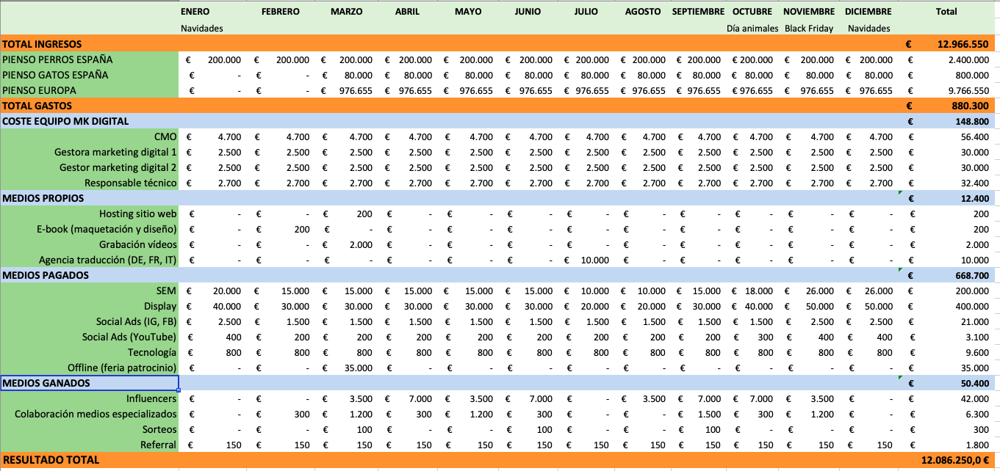 ENERO FEBRERO MARZO ABRIL MAYO JUNIO JULIO AGOSTO SEPTIEMBRE OCTUBRE NOVIEMBRE DICIEMBRE Total
Navidades Día animales Black Friday Navidades
TOTAL INGRESOS € 12.966.550
PIENSO PERROS ESPAÑA € 200.000 € 200.000 € 200.000 € 200.000 € 200.000 € 200.000 € 200.000 € 200.000 € 200.000 € 200.000 € 200.000 € 200.000 € 2.400.000
PIENSO GATOS ESPAÑA € - € - € 80.000 € 80.000 € 80.000 € 80.000 € 80.000 € 80.000 € 80.000 € 80.000 € 80.000 € 80.000 € 800.000
PIENSO EUROPA € - € - € 976.655 € 976.655 € 976.655 € 976.655 € 976.655 € 976.655 € 976.655 € 976.655 € 976.655 € 976.655 € 9.766.550
TOTAL GASTOS € 880.300
COSTE EQUIPO MK DIGITAL € 148.800
CMO € 4.700 € 4.700 € 4.700 € 4.700 € 4.700 € 4.700 € 4.700 € 4.700 € 4.700 € 4.700 € 4.700 € 4.700 € 56.400
Gestora marketing digital 1 € 2.500 € 2.500 € 2.500 € 2.500 € 2.500 € 2.500 € 2.500 € 2.500 € 2.500 € 2.500 € 2.500 € 2.500 € 30.000
Gestor marketing digital 2 € 2.500 € 2.500 € 2.500 € 2.500 € 2.500 € 2.500 € 2.500 € 2.500 € 2.500 € 2.500 € 2.500 € 2.500 € 30.000
Responsable técnico € 2.700 € 2.700 € 2.700 € 2.700 € 2.700 € 2.700 € 2.700 € 2.700 € 2.700 € 2.700 € 2.700 € 2.700 € 32.400
MEDIOS PROPIOS € 12.400
Hosting sitio web € - € - € 200 € - € - € - € - € - € - € - € - € - € 200
E-book (maquetación y diseño) € - € 200 € - € - € - € - € - € - € - € - € - € - € 200
Grabación vídeos € - € - € 2.000 € - € - € - € - € - € - € - € - € - € 2.000
Agencia traducción (DE, FR, IT) € - € - € - € - € - € - € 10.000 € - € - € - € - € - € 10.000
MEDIOS PAGADOS € 668.700
SEM € 20.000 € 15.000 € 15.000 € 15.000 € 15.000 € 15.000 € 10.000 € 10.000 € 15.000 € 18.000 € 26.000 € 26.000 € 200.000
Display € 40.000 € 30.000 € 30.000 € 30.000 € 30.000 € 30.000 € 20.000 € 20.000 € 30.000 € 40.000 € 50.000 € 50.000 € 400.000
Social Ads (IG, FB) € 2.500 € 1.500 € 1.500 € 1.500 € 1.500 € 1.500 € 1.500 € 1.500 € 1.500 € 1.500 € 2.500 € 2.500 € 21.000
Social Ads (YouTube) € 400 € 200 € 200 € 200 € 200 € 200 € 200 € 200 € 200 € 300 € 400 € 400 € 3.100
Tecnología € 800 € 800 € 800 € 800 € 800 € 800 € 800 € 800 € 800 € 800 € 800 € 800 € 9.600
Offline (feria patrocinio) € - € - € 35.000 € - € - € - € - € - € - € - € - € - € 35.000
MEDIOS GANADOS € 50.400
Influencers € - € - € 3.500 € 7.000 € 3.500 € 7.000 € - € 3.500 € 7.000 € 7.000 € 3.500 € - € 42.000
Colaboración medios especializados € - € 300 € 1.200 € 300 € 1.200 € 300 € - € - € 1.500 € 300 € 1.200 € - € 6.300
Sorteos € - € - € 100 € - € - € 100 € - € - € 100 € - € - € - € 300
Referral € 150 € 150 € 150 € 150 € 150 € 150 € 150 € 150 € 150 € 150 € 150 € 150 € 1.800
RESULTADO TOTAL 12.086.250,0 €